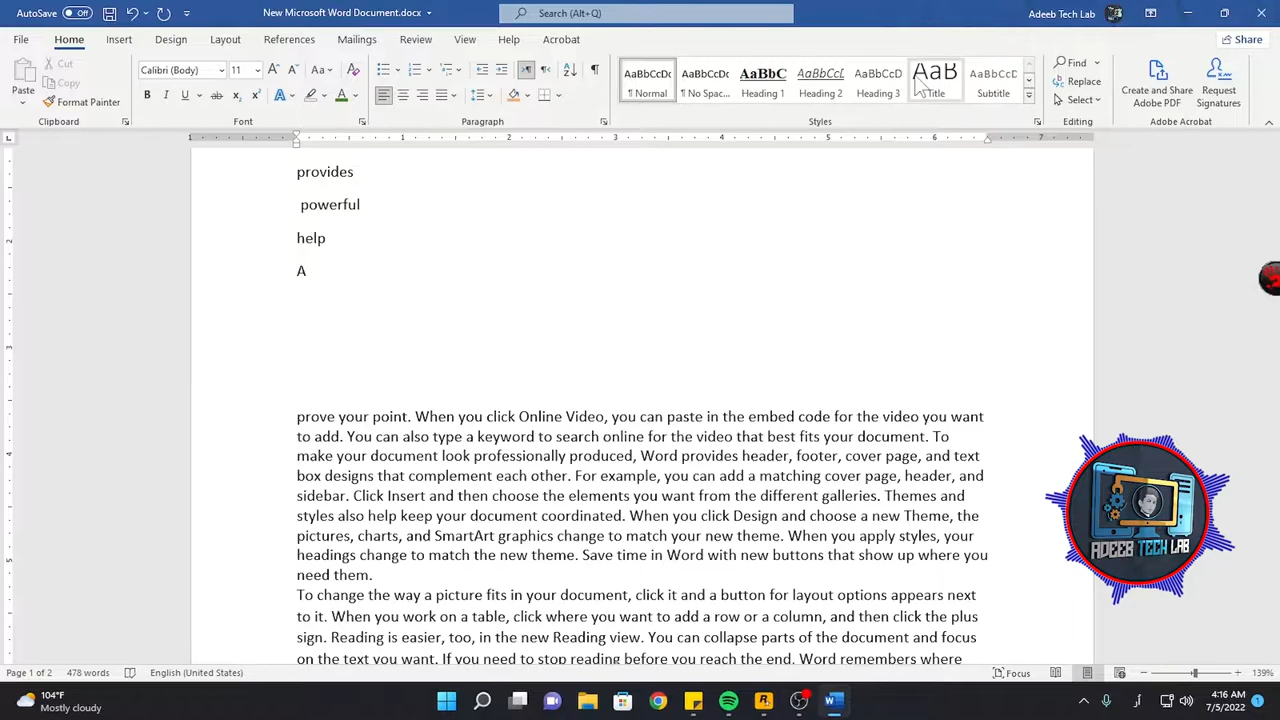 AutoSave Off New Microsoft Word Document.docx Search (Alt+Q) Adeeb Tech Lab
File Home Insert Design Layout References Mailings Review View Help Acrobat Share
Paste Cut Copy Format Painter
Calibri (Body) 11
AaBbCcDc ¶ Normal
AaBbCcDc ¶ No Spac...
AaBbC Heading 1
AaBbCcI Heading 2
AaBbCcD Heading 3
AaB Title
AaBbCcD Subtitle
Find Replace Select
Create and Share Adobe PDF
Request Signatures
Clipboard Font Paragraph Styles Editing Adobe Acrobat
1 1 2 3 4 5 6 7
provides
powerful
help
A
prove your point. When you click Online Video, you can paste in the embed code for the video you want
to add. You can also type a keyword to search online for the video that best fits your document. To
make your document look professionally produced, Word provides header, footer, cover page, and text
box designs that complement each other. For example, you can add a matching cover page, header, and
sidebar. Click Insert and then choose the elements you want from the different galleries. Themes and
styles also help keep your document coordinated. When you click Design and choose a new Theme, the
pictures, charts, and SmartArt graphics change to match your new theme. When you apply styles, your
headings change to match the new theme. Save time in Word with new buttons that show up where you
need them.
To change the way a picture fits in your document, click it and a button for layout options appears next
to it. When you work on a table, click where you want to add a row or a column, and then click the plus
sign. Reading is easier, too, in the new Reading view. You can collapse parts of the document and focus
on the text you want. If you need to stop reading before you reach the end, Word remembers where
ADEEB TECH LAB
Page 1 of 2 478 words English (United States) Focus 139%
104°F
Mostly cloudy
4:16 AM
7/5/2022